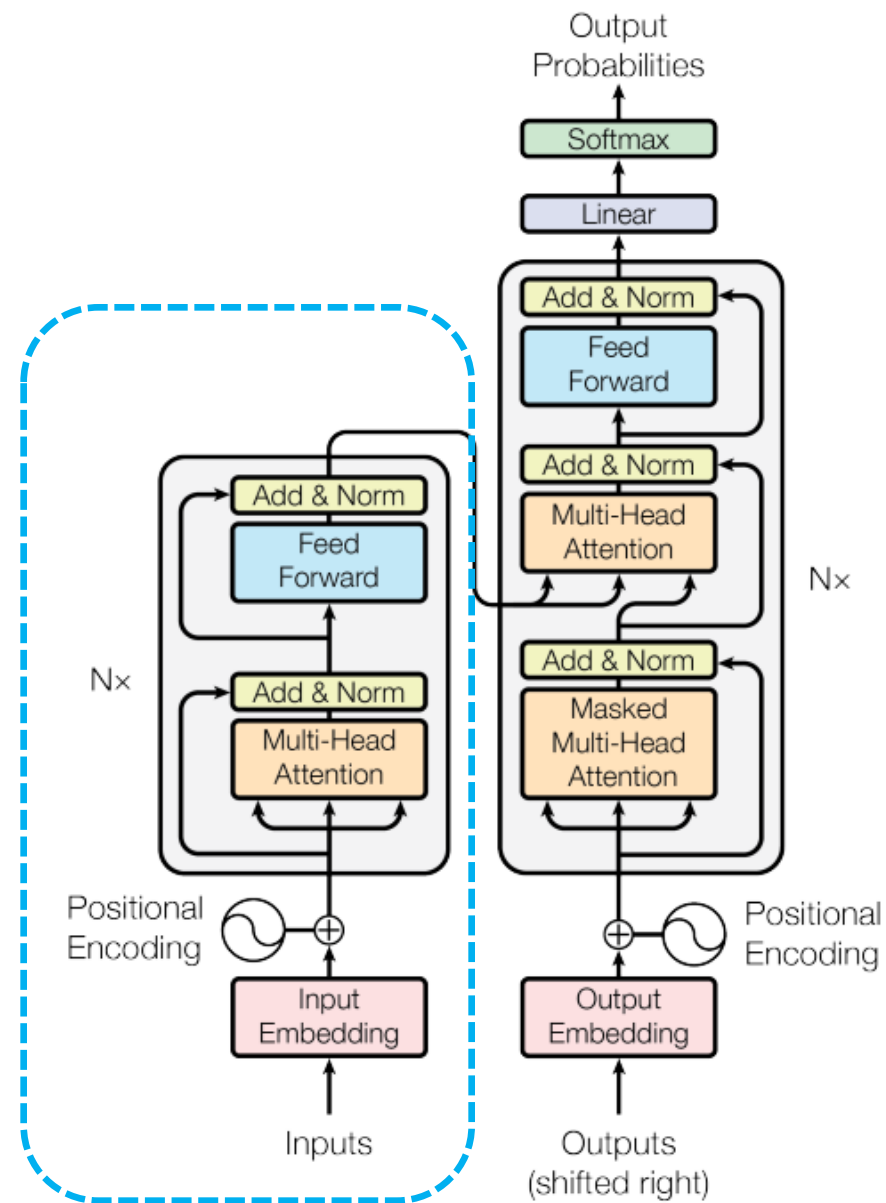 Output
Probabilities
Softmax
Linear
Add & Norm
Feed
Forward
Add & Norm
Multi-Head
Attention
Add & Norm
Masked
Multi-Head
Attention
Nx
Positional
Encoding
Output
Embedding
Outputs
(shifted right)
Add & Norm
Feed
Forward
Add & Norm
Multi-Head
Attention
Nx
Positional
Encoding
Input
Embedding
Inputs